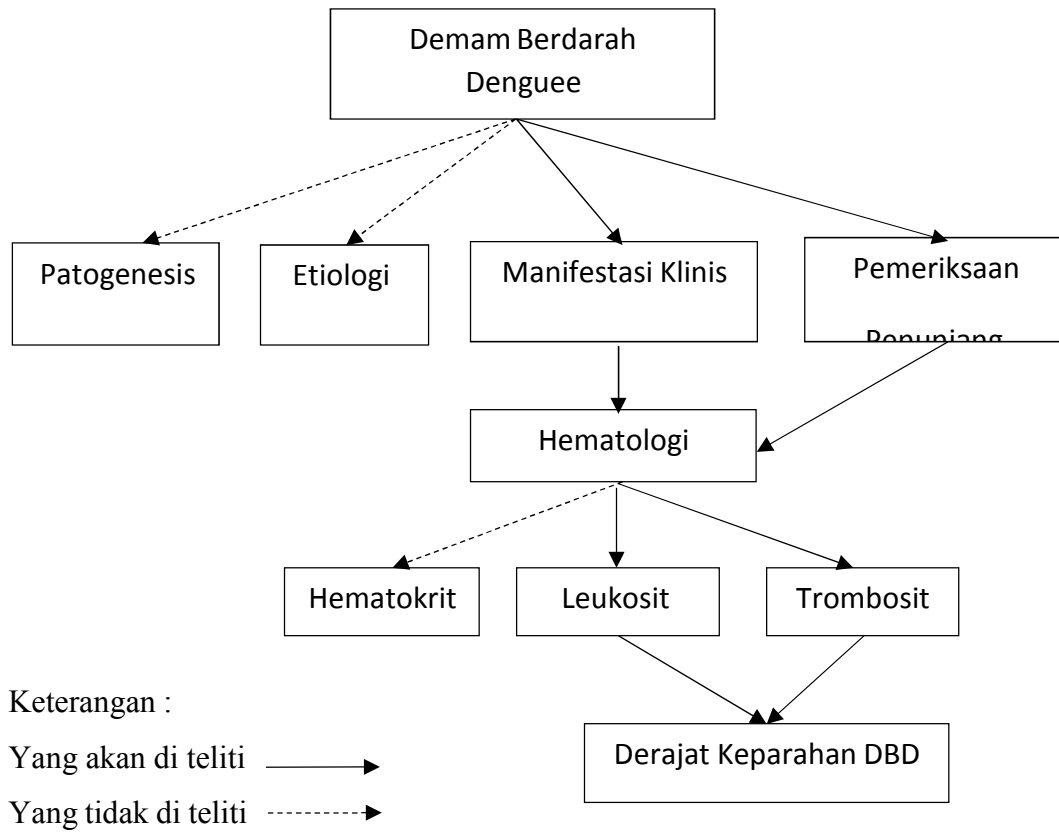 Demam Berdarah
Denguee
Patogenesis
Etiologi
Manifestasi Klinis
Pemeriksaan
Penunjang
Hematologi
Hematokrit
Leukosit
Trombosit
Derajat Keparahan DBD
Keterangan :
Yang akan di teliti
Yang tidak di teliti